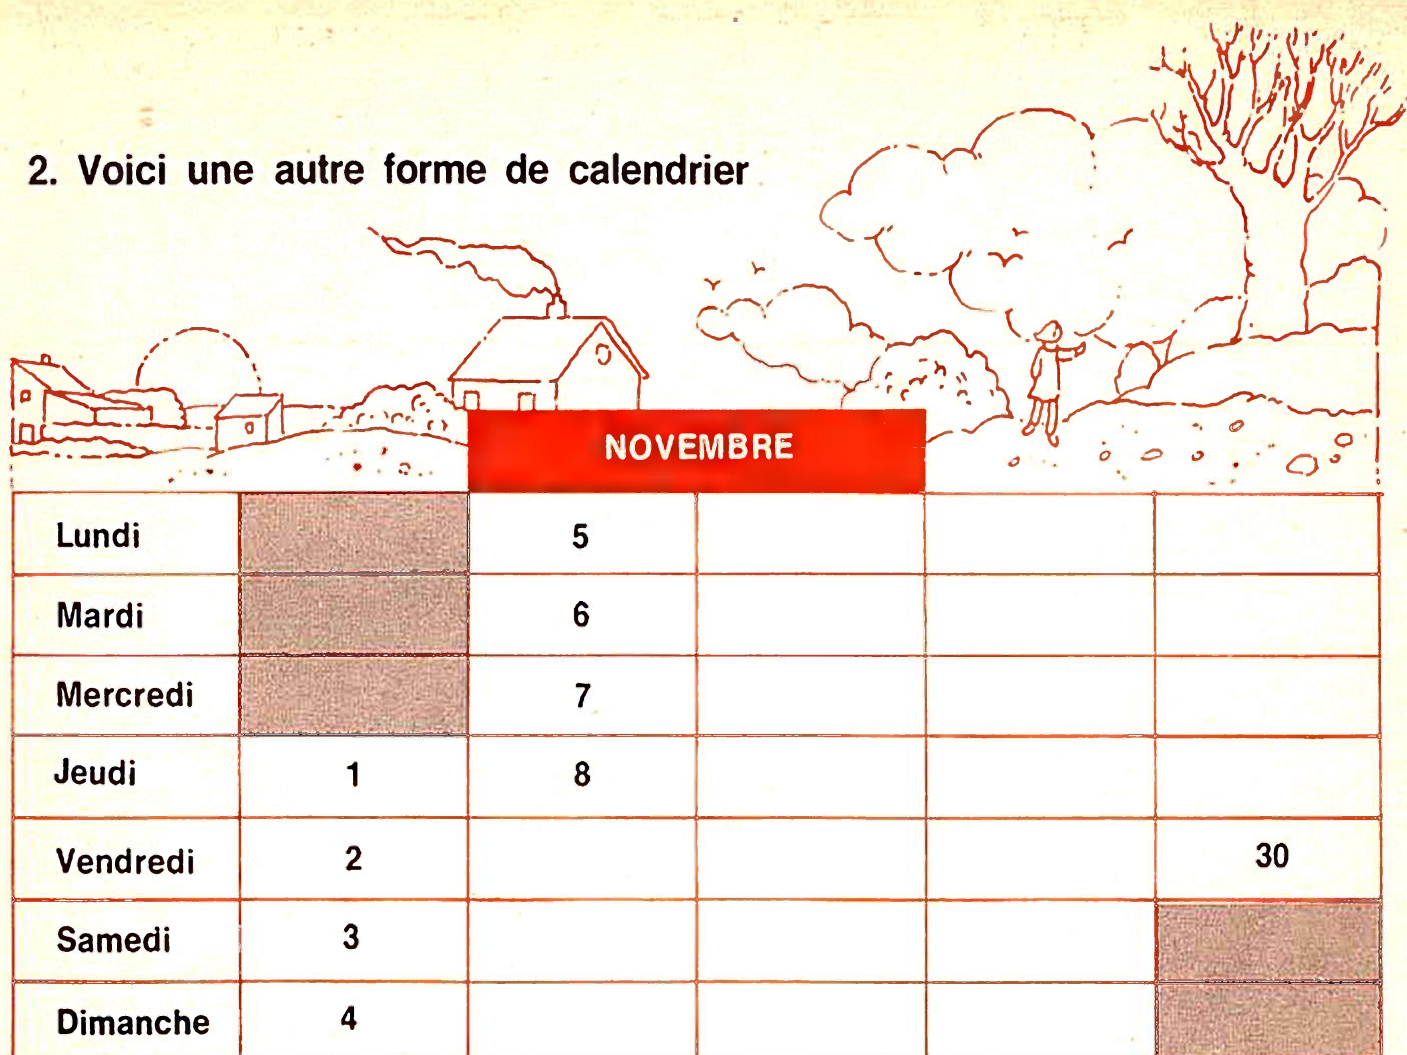 2. Voici une autre forme de calendrier
NOVEMBRE
Lundi 5
Mardi 6
Mercredi 7
Jeudi 1 8
Vendredi 2 30
Samedi 3
Dimanche 4